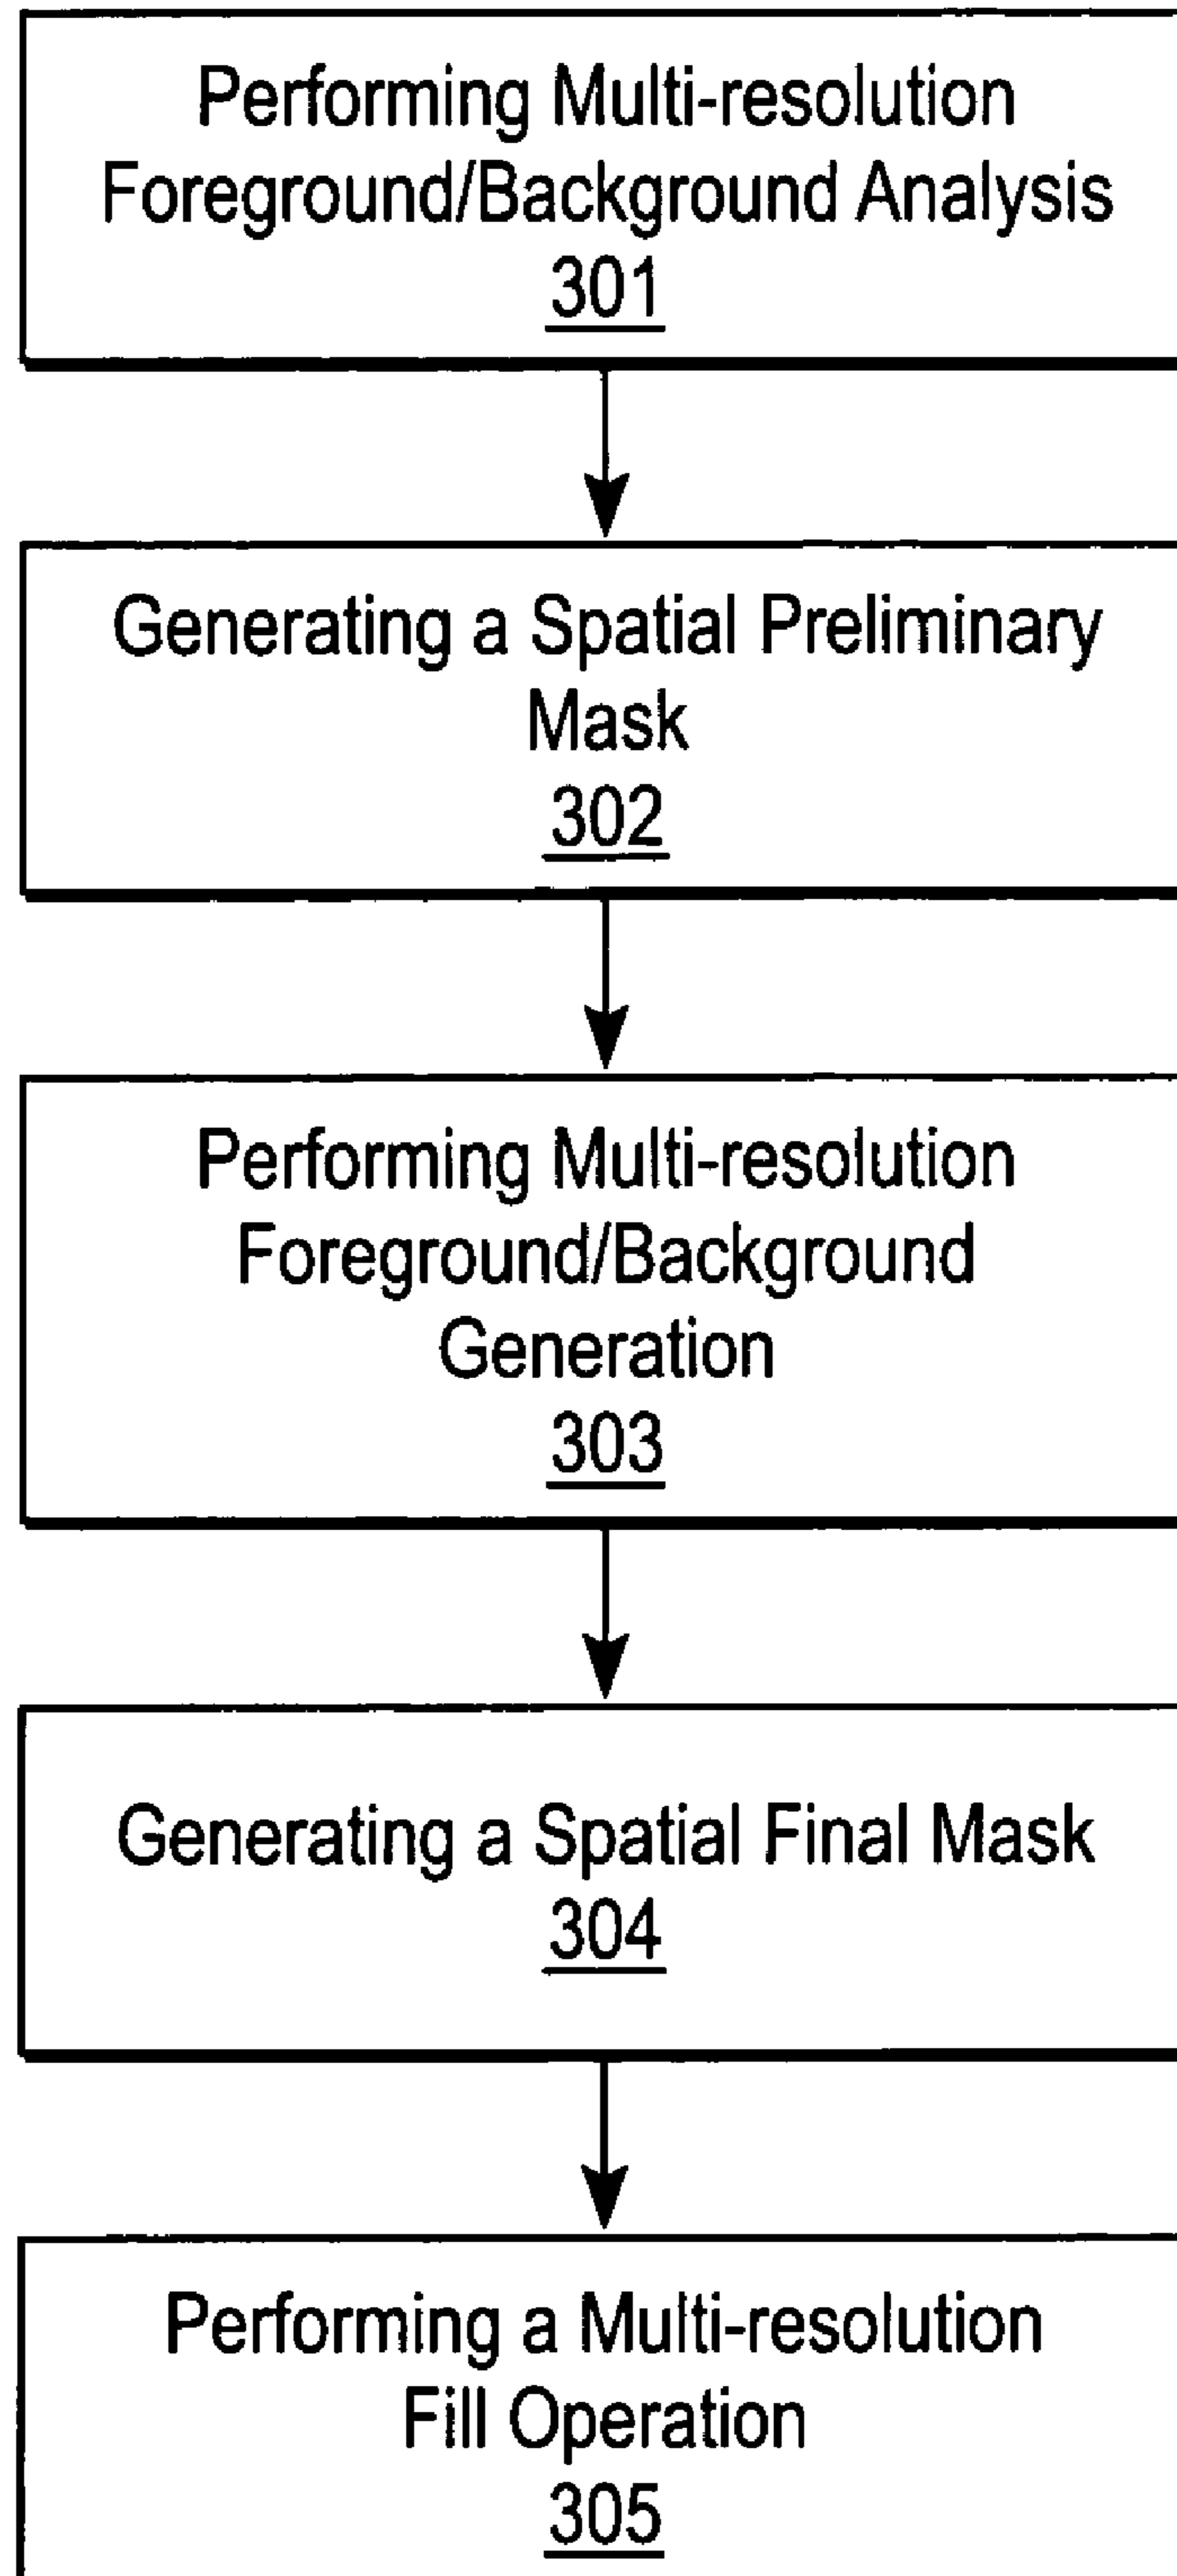 Performing Multi-resolution
Foreground/Background Analysis
301
Generating a Spatial Preliminary
Mask
302
Performing Multi-resolution
Foreground/Background
Generation
303
Generating a Spatial Final Mask
304
Performing a Multi-resolution
Fill Operation
305